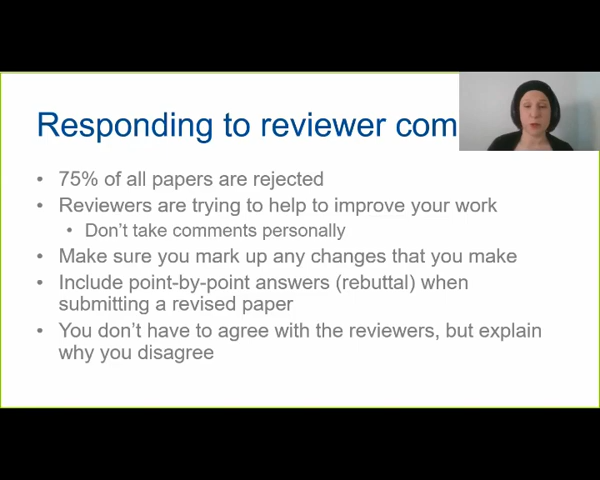 Responding to reviewer com
• 75% of all papers are rejected
• Reviewers are trying to help to improve your work
• Don't take comments personally
• Make sure you mark up any changes that you make
• Include point-by-point answers (rebuttal) when
submitting a revised paper
• You don't have to agree with the reviewers, but explain
why you disagree